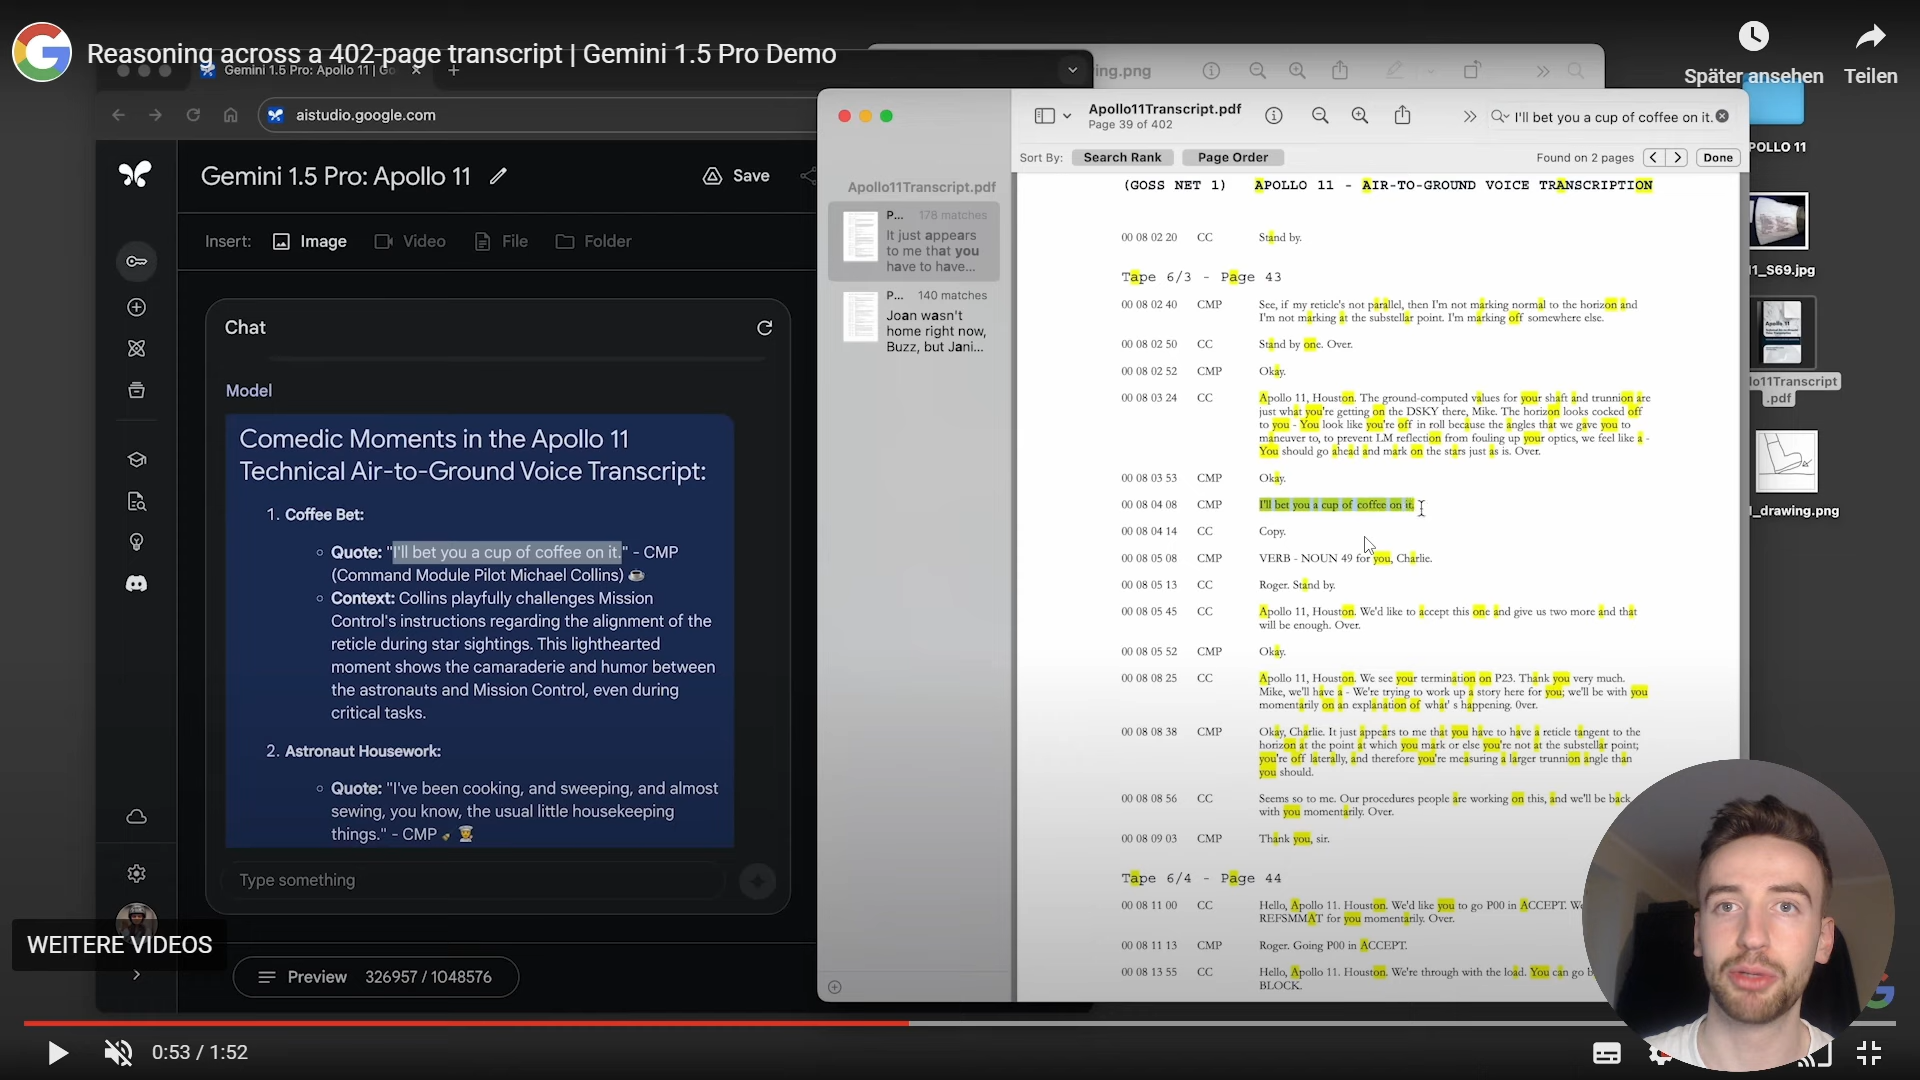 Reasoning across a 402-page transcript | Gemini 1.5 Pro Demo
Später ansehen
Teilen
Gemini 1.5 Pro: Apollo 11 | Go
ing.png
aistudio.google.com
Gemini 1.5 Pro: Apollo 11
Save
Insert:
Image
Video
File
Folder
Chat
Model
Comedic Moments in the Apollo 11
Technical Air-to-Ground Voice Transcript:
1. Coffee Bet:
Quote: "I'll bet you a cup of coffee on it." - CMP
(Command Module Pilot Michael Collins) ☕
Context: Collins playfully challenges Mission
Control's instructions regarding the alignment of the
reticle during star sightings. This lighthearted
moment shows the camaraderie and humor between
the astronauts and Mission Control, even during
critical tasks.
2. Astronaut Housework:
Quote: "I've been cooking, and sweeping, and almost
sewing, you know, the usual little housekeeping
things." - CMP
Type something
Preview 326957 / 1048576
WEITERE VIDEOS
0:53 / 1:52
Apollo11Transcript.pdf
P... 178 matches
It just appears
to me that you
have to have...
P... 140 matches
Joan wasn't
home right now,
Buzz, but Jani...
Apollo11Transcript.pdf
Page 39 of 402
I'll bet you a cup of coffee on it.
Sort By:
Search Rank
Page Order
Found on 2 pages
Done
(GOSS NET 1) APOLLO 11 - AIR-TO-GROUND VOICE TRANSCRIPTION
00 08 02 20 CC Stand by.
Tape 6/3 - Page 43
00 08 02 40 CMP See, if my reticle's not parallel, then I'm not marking normal to the horizon and
I'm not marking at the substellar point. I'm marking off somewhere else.
00 08 02 50 CC Stand by one. Over.
00 08 02 52 CMP Okay.
00 08 03 24 CC Apollo 11, Houston. The ground-computed values for your shaft and trunnion are
just what you're getting on the DSKY there, Mike. The horizon looks cocked off
to you - You look like you're off in roll because the angles that we gave you to
maneuver to, to prevent LM reflection from fouling up your optics, we feel like a -
You should go ahead and mark on the stars just as is. Over.
00 08 03 53 CMP Okay.
00 08 04 08 CMP I'll bet you a cup of coffee on it.
00 08 04 14 CC Copy.
00 08 05 08 CMP VERB - NOUN 49 for you, Charlie.
00 08 05 13 CC Roger. Stand by.
00 08 05 45 CC Apollo 11, Houston. We'd like to accept this one and give us two more and that
will be enough. Over.
00 08 05 52 CMP Okay.
00 08 08 25 CC Apollo 11, Houston. We see your termination on P23. Thank you very much.
Mike, we'll have a - We're trying to work up a story here for you; we'll be with you
momentarily on an explanation of what' s happening. 0ver.
00 08 08 38 CMP Okay, Charlie. It just appears to me that you have to have a reticle tangent to the
horizon at the point at which you mark or else you're not at the substellar point;
you're off laterally, and therefore you're measuring a larger trunnion angle than
you should.
00 08 08 56 CC Seems so to me. Our procedures people are working on this, and we'll be back
with you momentarily. Over.
00 08 09 03 CMP Thank you, sir.
Tape 6/4 - Page 44
00 08 11 00 CC Hello, Apollo 11. Houston. We'd like you to go P00 in ACCEPT. We
REFSMMAT for you momentarily. Over.
00 08 11 13 CMP Roger. Going P00 in ACCEPT.
00 08 13 55 CC Hello, Apollo 11. Houston. We're through with the load. You can go b
BLOCK.
POLLO 11
11_S69.jpg
lo11Transcript
.pdf
l_drawing.png